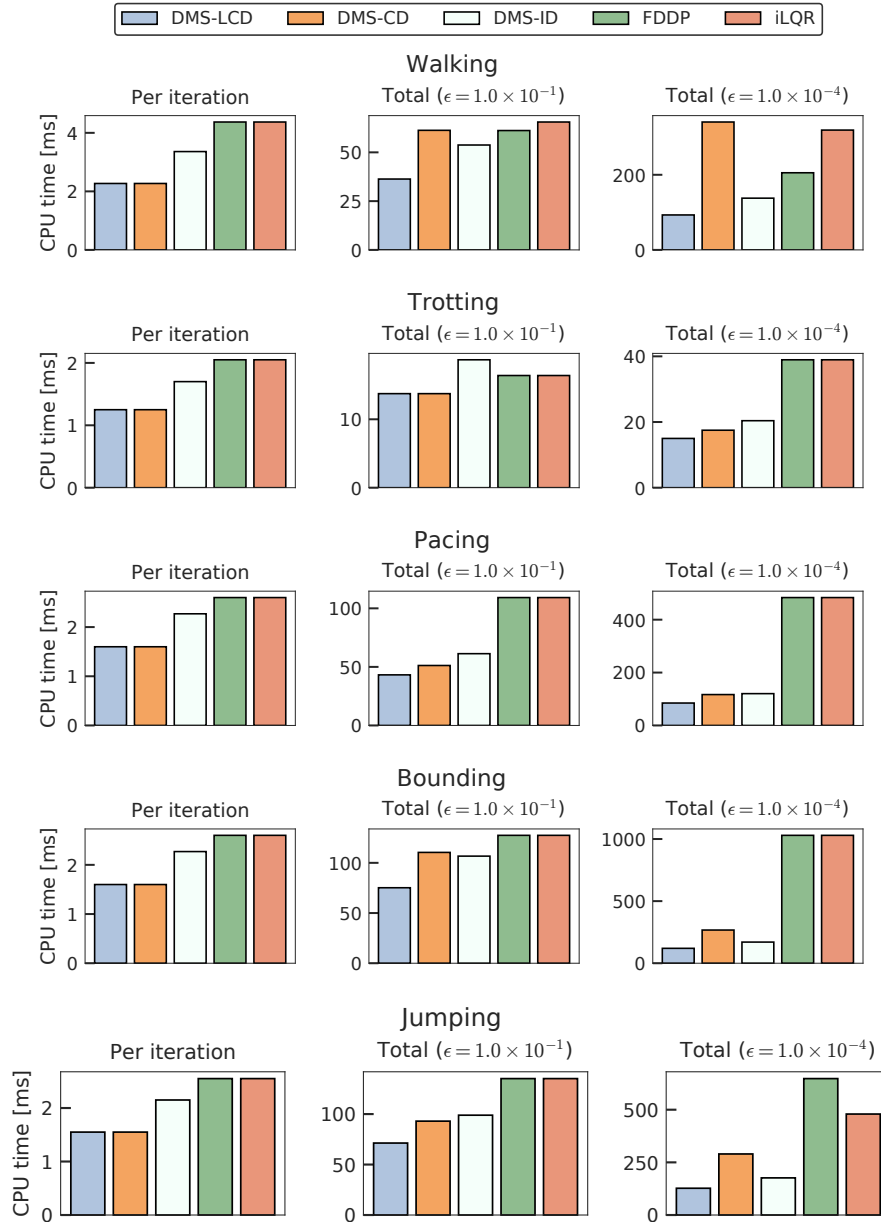 DMS-LCD DMS-CD DMS-ID FDDP iLQR
Walking
Per iteration Total (ϵ = 1.0 × 10⁻¹) Total (ϵ = 1.0 × 10⁻⁴)
CPU time [ms]
4
2
0
50
25
0
200
0
Trotting
Per iteration Total (ϵ = 1.0 × 10⁻¹) Total (ϵ = 1.0 × 10⁻⁴)
CPU time [ms]
2
1
0
10
0
40
20
0
Pacing
Per iteration Total (ϵ = 1.0 × 10⁻¹) Total (ϵ = 1.0 × 10⁻⁴)
CPU time [ms]
2
1
0
100
50
0
400
200
0
Bounding
Per iteration Total (ϵ = 1.0 × 10⁻¹) Total (ϵ = 1.0 × 10⁻⁴)
CPU time [ms]
2
1
0
100
50
0
1000
500
0
Jumping
Per iteration Total (ϵ = 1.0 × 10⁻¹) Total (ϵ = 1.0 × 10⁻⁴)
CPU time [ms]
2
1
0
100
50
0
500
250
0